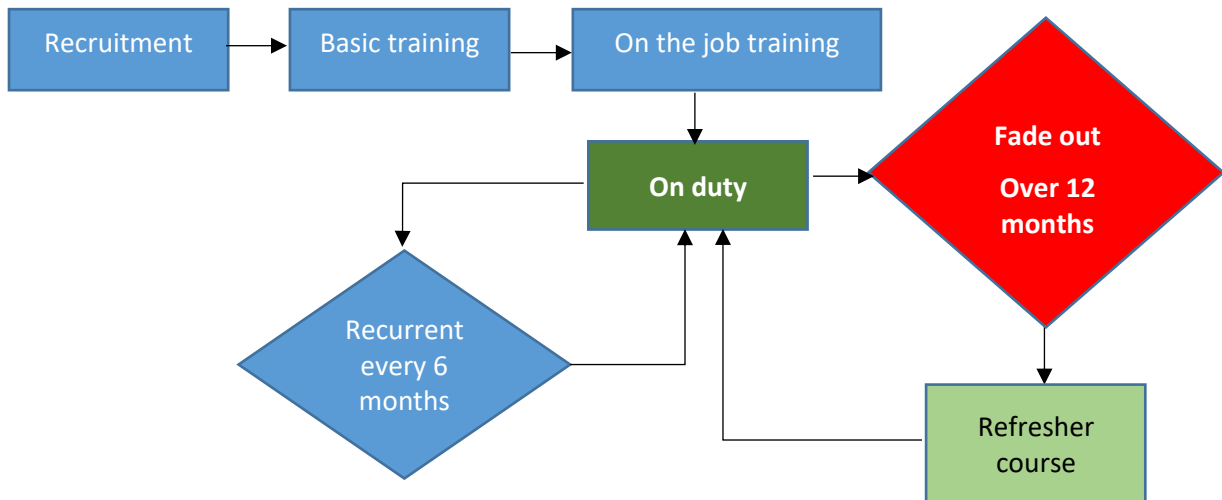 Recruitment
Basic training
On the job training
On duty
Fade out
Over 12
months
Recurrent
every 6
months
Refresher
course